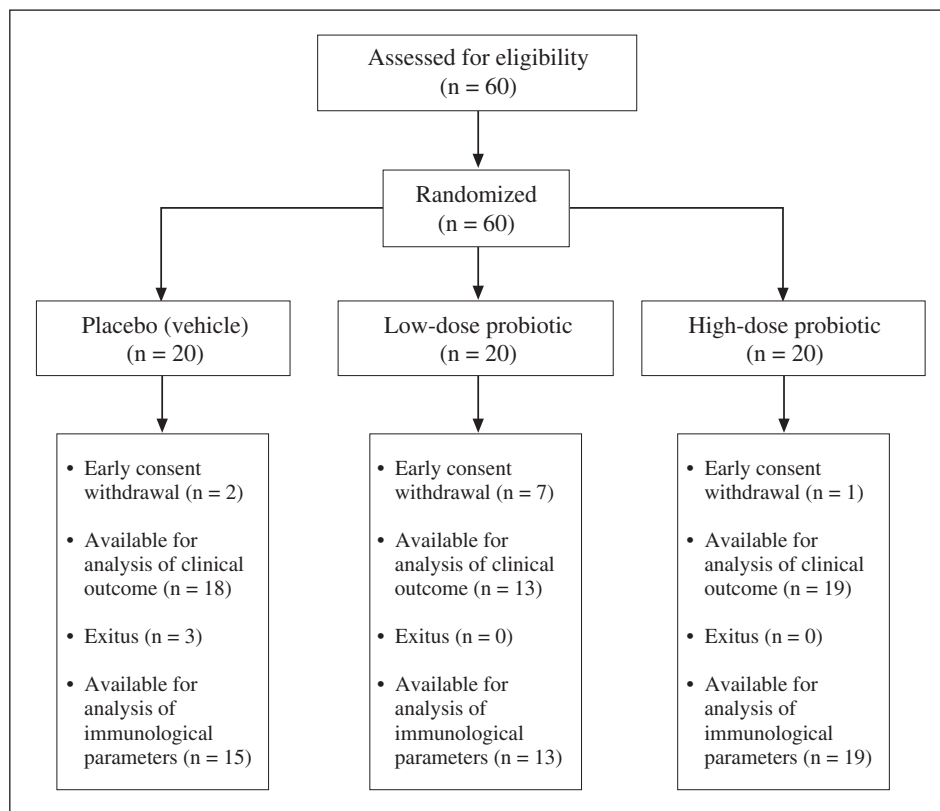 Assessed for eligibility
(n = 60)
Randomized
(n = 60)
Placebo (vehicle)
(n = 20)
Low-dose probiotic
(n = 20)
High-dose probiotic
(n = 20)
• Early consent
withdrawal (n = 2)
• Available for
analysis of clinical
outcome (n = 18)
• Exitus (n = 3)
• Available for
analysis of
immunological
parameters (n = 15)
• Early consent
withdrawal (n = 7)
• Available for
analysis of clinical
outcome (n = 13)
• Exitus (n = 0)
• Available for
analysis of
immunological
parameters (n = 13)
• Early consent
withdrawal (n = 1)
• Available for
analysis of clinical
outcome (n = 19)
• Exitus (n = 0)
• Available for
analysis of
immunological
parameters (n = 19)